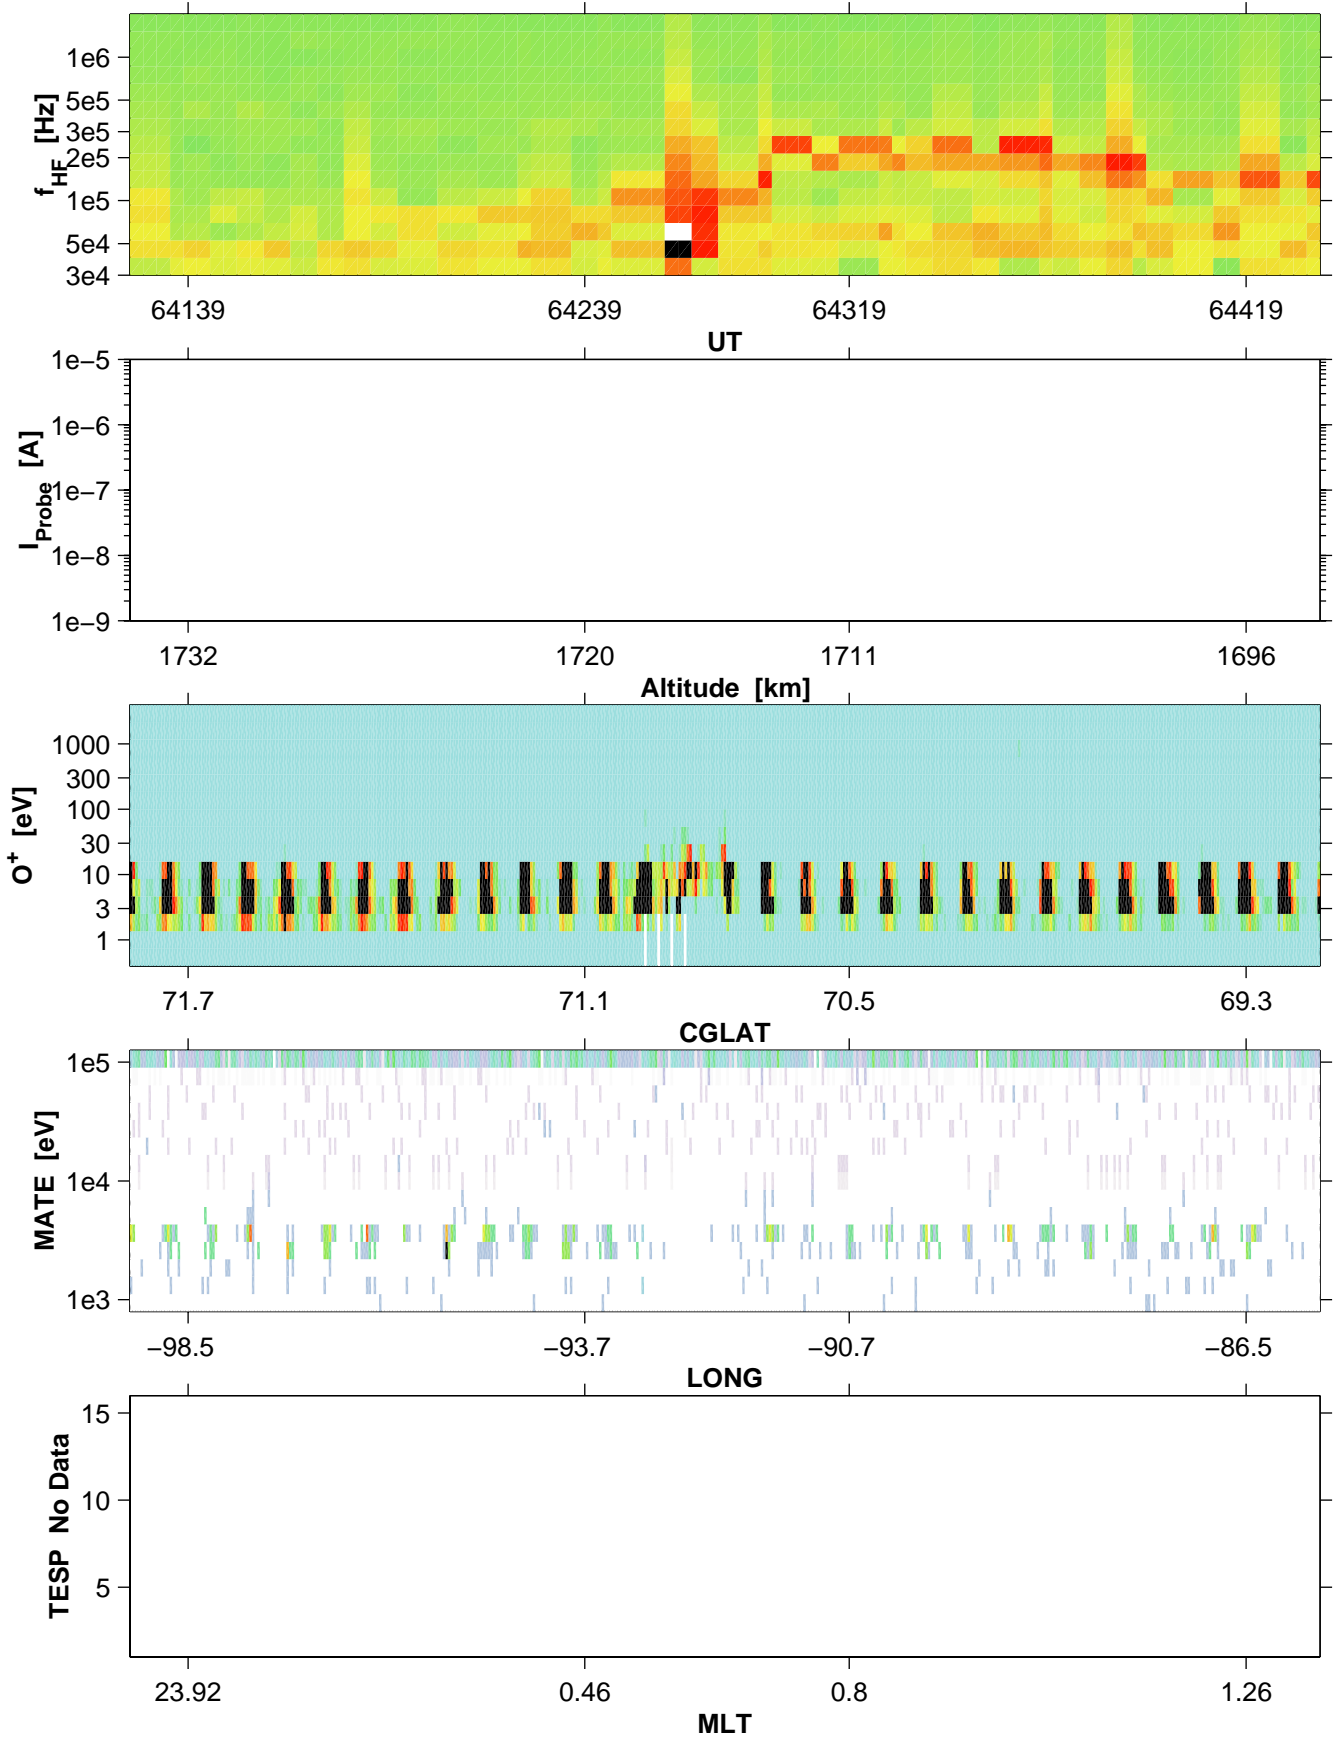 f_HF [Hz]
1e6
5e5
3e5
2e5
1e5
5e4
3e4
64139 64239 64319 64419
UT
I_Probe [A]
1e−5
1e−6
1e−7
1e−8
1e−9
1732 1720 1711 1696
Altitude [km]
O+ [eV]
1000
300
100
30
10
3
1
71.7 71.1 70.5 69.3
CGLAT
MATE [eV]
1e5
1e4
1e3
−98.5 −93.7 −90.7 −86.5
LONG
TESP No Data
15
10
5
23.92 0.46 0.8 1.26
MLT